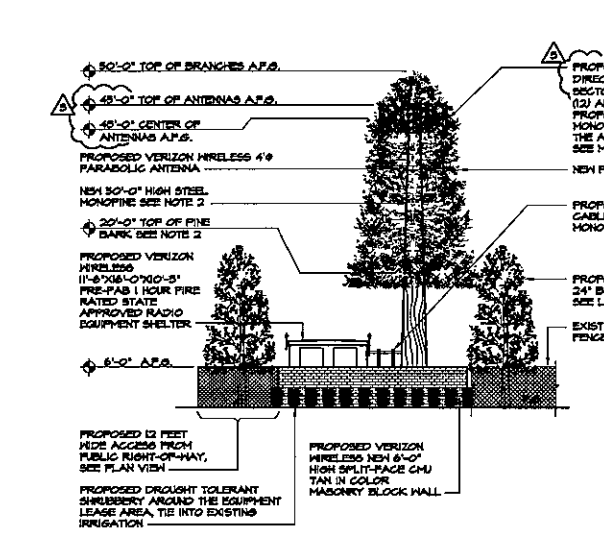 50'-0" TOP OF BRANCHES A.F.G.
5
45'-0" TOP OF ANTENNAS A.F.G.
CENTER OF
ANTENNAS A.F.G.
PROPOSED VERIZON WIRELESS 4'Ø
PARABOLIC ANTENNA
NEW 50'-0" HIGH STEEL
MONOPINE SEE NOTE 2
20'-0" TOP OF PINE
BARK SEE NOTE 2
PROPOSED VERIZON
WIRELESS
11'-6"X16'-0"X10'-5"
PRE-FAB 1 HOUR FIRE
RATED STATE
APPROVED RADIO
EQUIPMENT SHELTER
6'-0" A.F.G.
PROPOSED 12 FEET
WIDE ACCESS FROM
PUBLIC RIGHT-OF-WAY,
SEE PLAN VIEW
PROPOSED DROUGHT TOLERANT
SHRUBBERY AROUND THE EQUIPMENT
LEASE AREA, TIE INTO EXISTING
IRRIGATION
PROPOSED VERIZON
WIRELESS NEW 6'-0"
HIGH SPLIT-FACE CMU
TAN IN COLOR
MASONRY BLOCK WALL
5
PROP
DIREC
SECTO
(12) A
PROP
MONO
THE A
SEE M
NEW P
PROP
CABL
MONO
PROP
24" B
SEE L
EXIST
FENCE